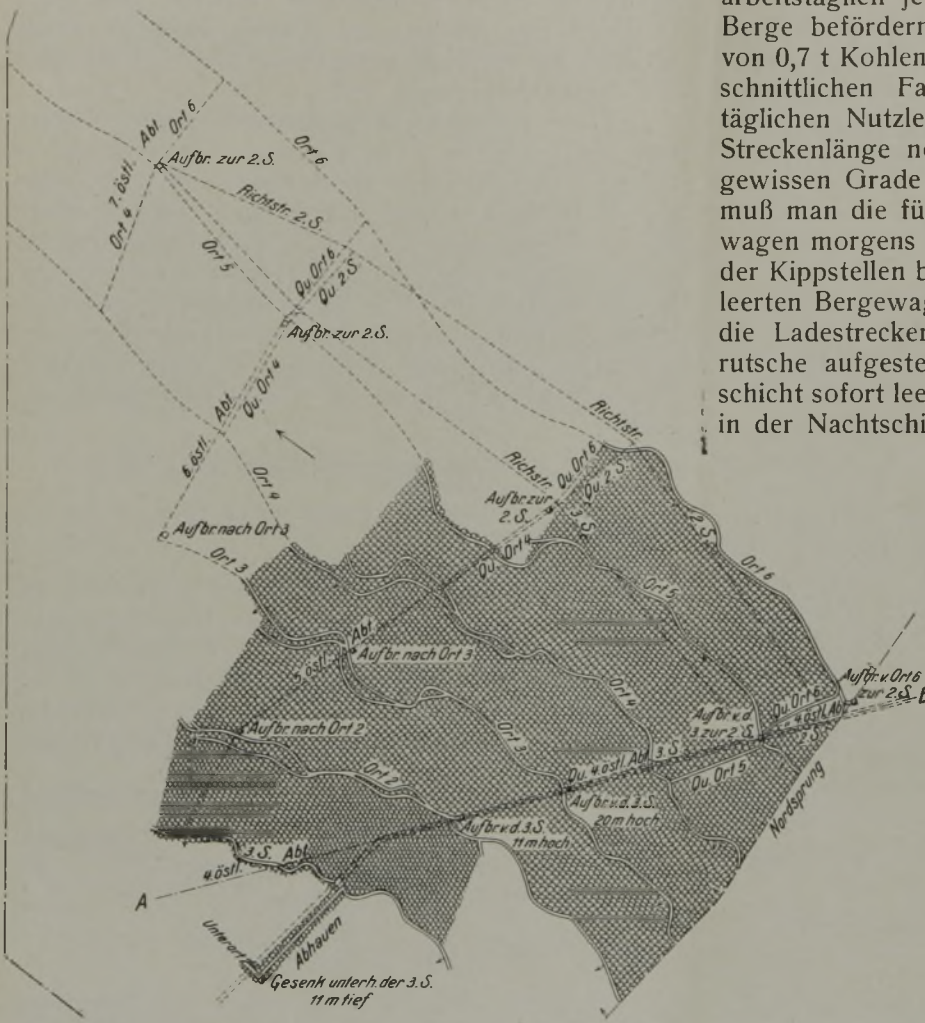 arbeitstäglich je
Berge befördern
von 0,7 t Kohlen
schnittlichen Fa
täglichen Nutzle
Streckenlänge no
gewissen Grade
muß man die fü
wagen morgens
der Kippstellen b
leerten Bergewag
die Ladestrecken
rutsche aufgeste
schicht sofort lee
in der Nachtschi
7. östl. Abt
Ort 6
Ort 4
Aufbr. zur 2. S.
Ort 6
Richtstr. 2. S.
Ort 5
Qu. Ort 6
Qu. 2. S.
Aufbr. zur 2. S.
6. östl. Abt
Qu. Ort 4
Ort 4
Richtstr.
Richtstr.
Aufbr. nach Ort 3
Ort 3
Aufbr. zur
2. S.
Qu. Ort 6
Qu. 2. S.
3. S.
Qu. Ort 4
2. S.
Ort 6
Ort 5
5. östl. Abt
Aufbr. nach Ort 3
Ort 4
Ort 3
Aufbr. nach Ort 2
Ort 2
Aufbr. v. d.
3 zur 2 S.
Qu. Ort 6
4. östl. Abt
2. S.
Aufbr. v. Ort 6
zur 2. S.
Qu. 4. östl. Abt
3. S.
Qu. Ort 5
Nordsprung
Aufbr. v. d. 3. S.
20 m hoch
Aufbr. v. d. 3. S.
11 m hoch
3. S. Abt
4. östl.
A
Unterort
Abhauen
Gesenk unterh. der 3. S.
11 m tief